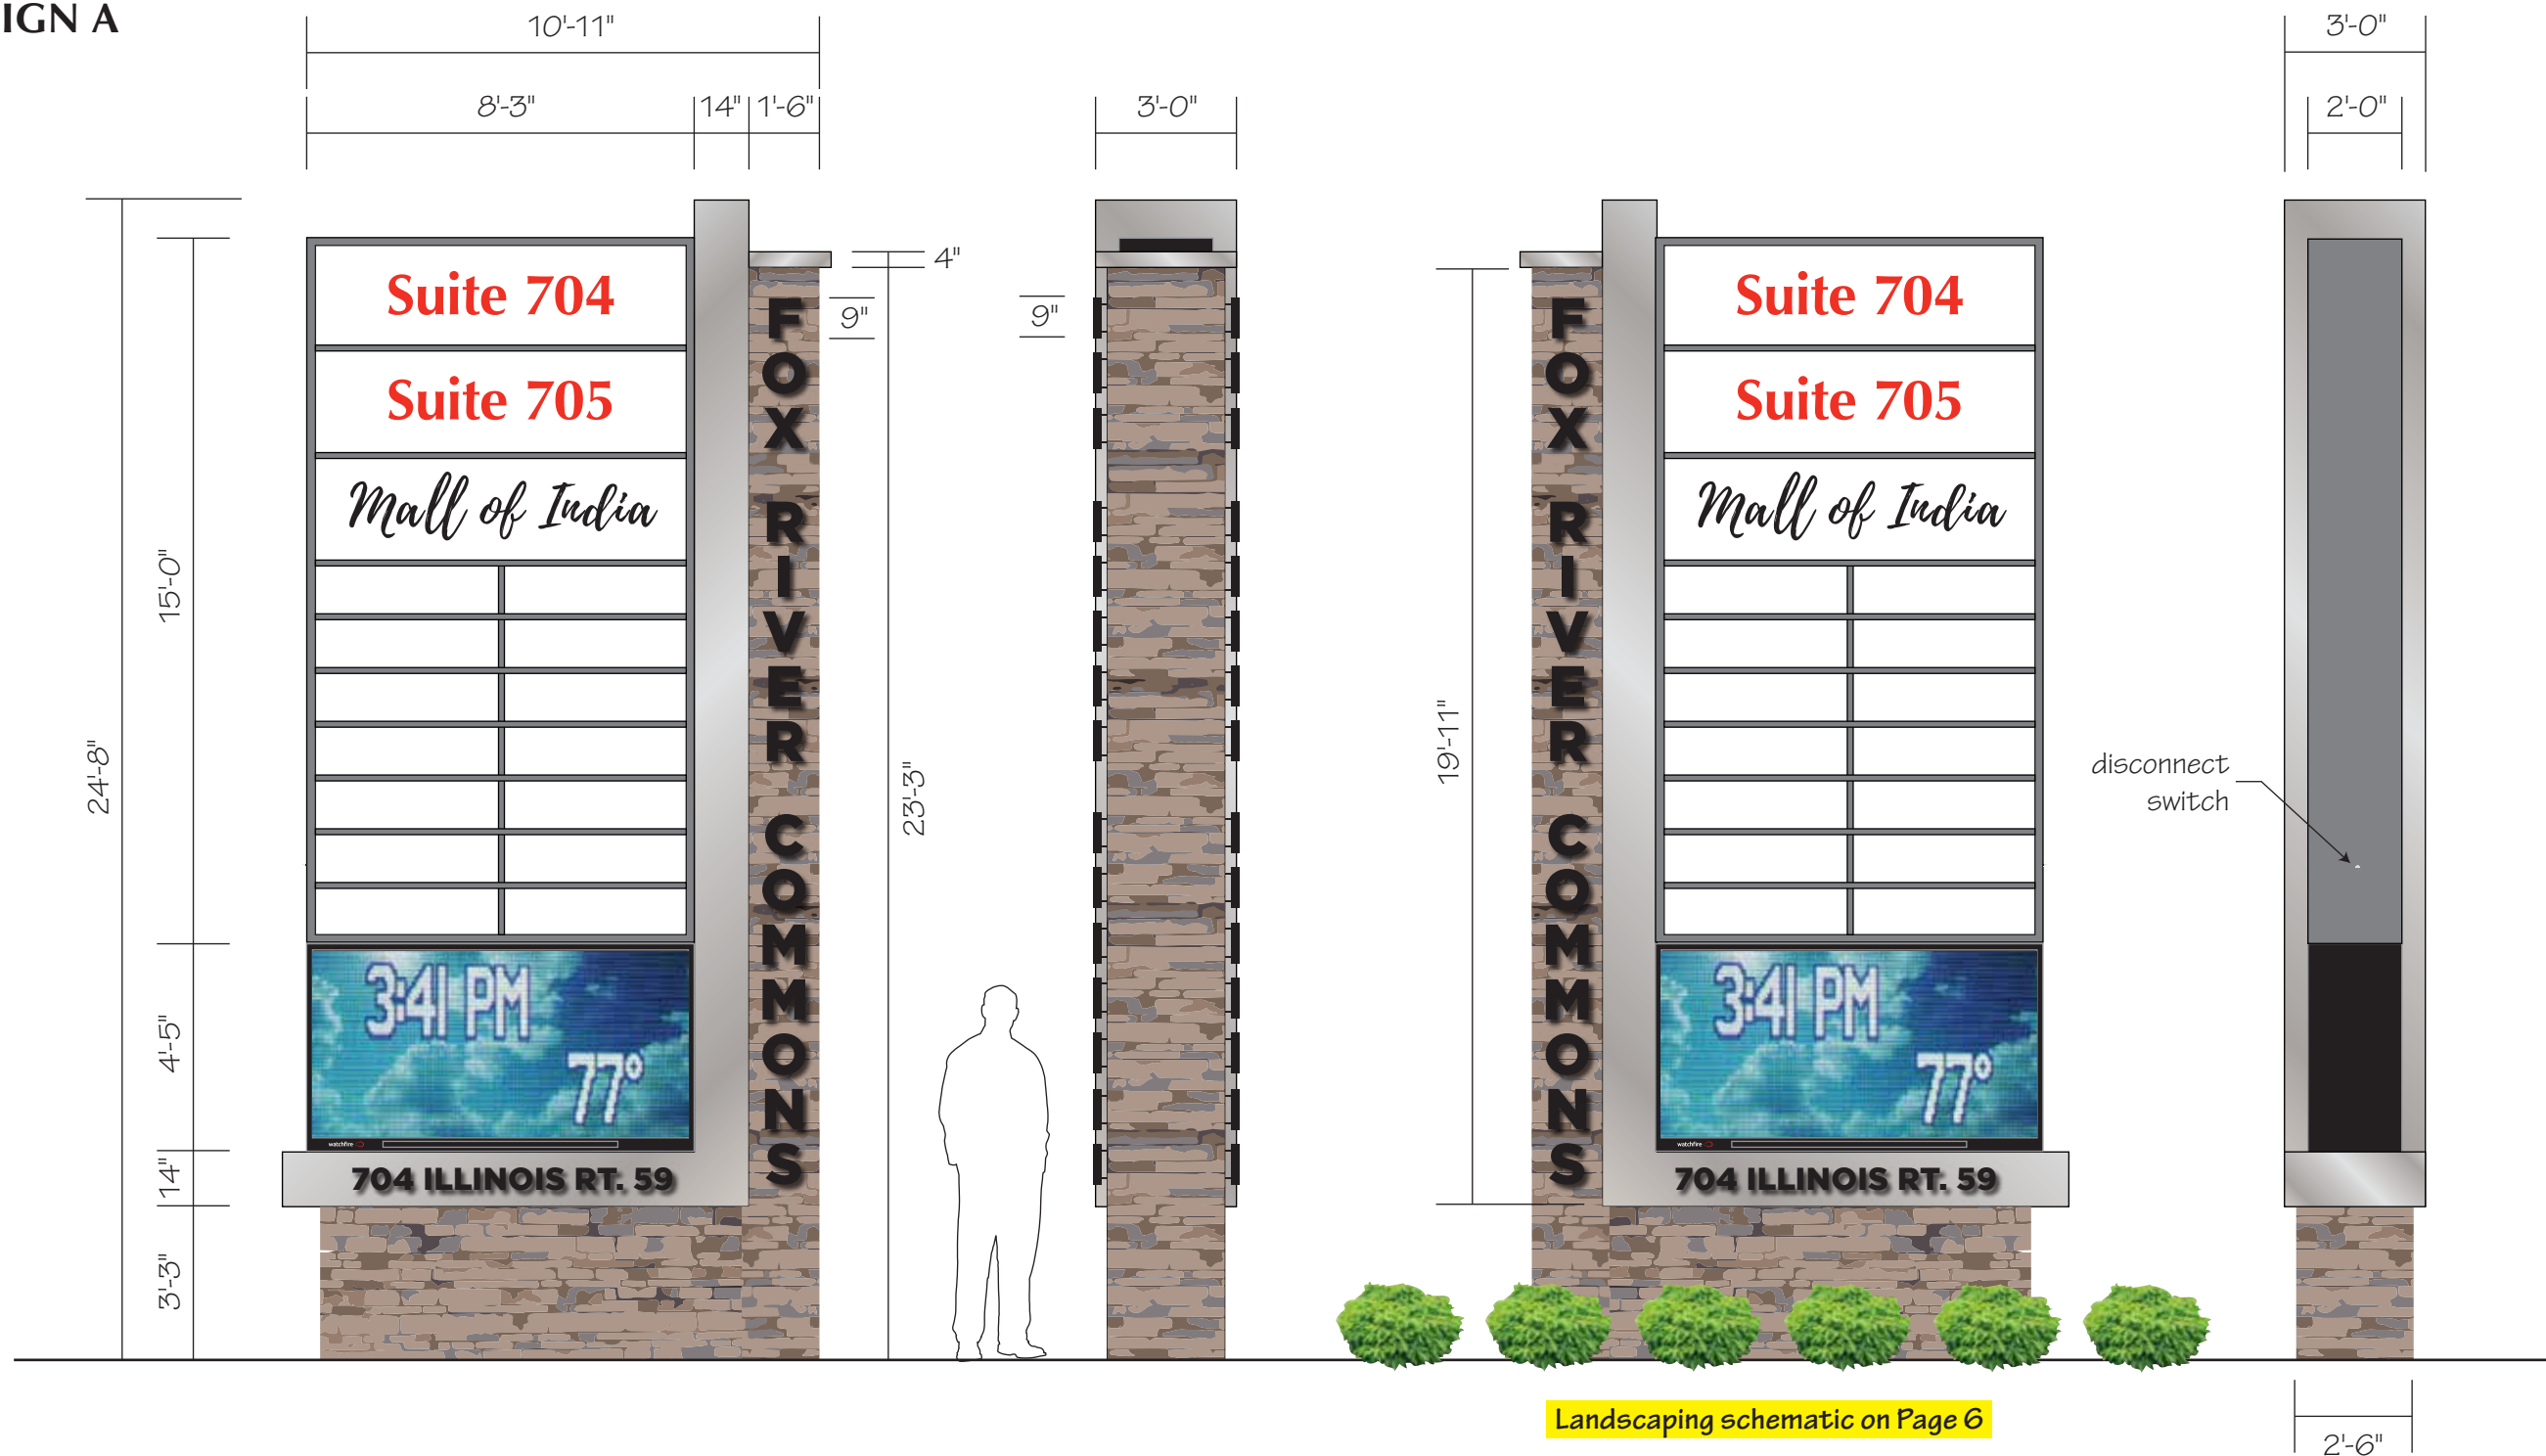 IGN A
10'-11"
3'-0"
8'-3"
14"
1'-6"
3'-0"
2'-0"
4"
9"
9"
Suite 704
Suite 705
Mall of India
FOX RIVER COMMONS
15'-0"
24'-8"
23'-3"
3:41 PM
77°
watchfire
4'-5"
14"
704 ILLINOIS RT. 59
3'-3"
FOX RIVER COMMONS
19'-11"
Suite 704
Suite 705
Mall of India
3:41 PM
77°
watchfire
704 ILLINOIS RT. 59
disconnect
switch
Landscaping schematic on Page 6
2'-6"